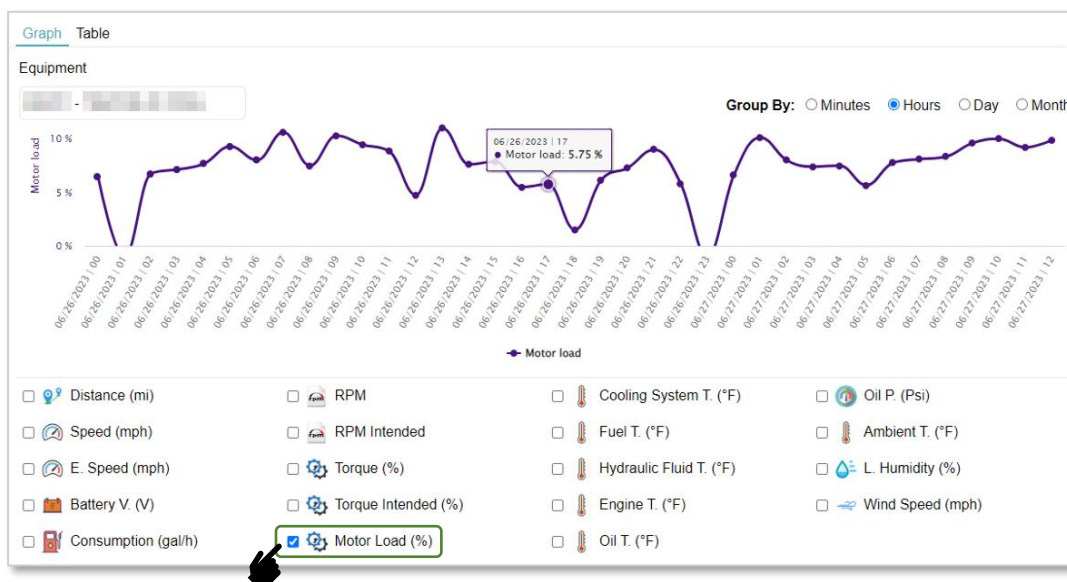 Graph Table
Equipment
-
Group By: Minutes Hours Day Month
Motor load
10 %
5 %
0 %
06/26/2023 | 17
Motor load: 5.75 %
06/26/2023 | 00
06/26/2023 | 01
06/26/2023 | 02
06/26/2023 | 03
06/26/2023 | 04
06/26/2023 | 05
06/26/2023 | 06
06/26/2023 | 07
06/26/2023 | 08
06/26/2023 | 09
06/26/2023 | 10
06/26/2023 | 11
06/26/2023 | 12
06/26/2023 | 13
06/26/2023 | 14
06/26/2023 | 15
06/26/2023 | 16
06/26/2023 | 17
06/26/2023 | 18
06/26/2023 | 19
06/26/2023 | 20
06/26/2023 | 21
06/26/2023 | 22
06/26/2023 | 23
06/27/2023 | 00
06/27/2023 | 01
06/27/2023 | 02
06/27/2023 | 03
06/27/2023 | 04
06/27/2023 | 05
06/27/2023 | 06
06/27/2023 | 07
06/27/2023 | 08
06/27/2023 | 09
06/27/2023 | 10
06/27/2023 | 11
06/27/2023 | 12
Motor load
Distance (mi) rpm RPM Cooling System T. (°F) Oil P. (Psi)
Speed (mph) rpm RPM Intended Fuel T. (°F) Ambient T. (°F)
E. Speed (mph) Torque (%) Hydraulic Fluid T. (°F) L. Humidity (%)
Battery V. (V) Torque Intended (%) Engine T. (°F) Wind Speed (mph)
Consumption (gal/h) Motor Load (%) Oil T. (°F)